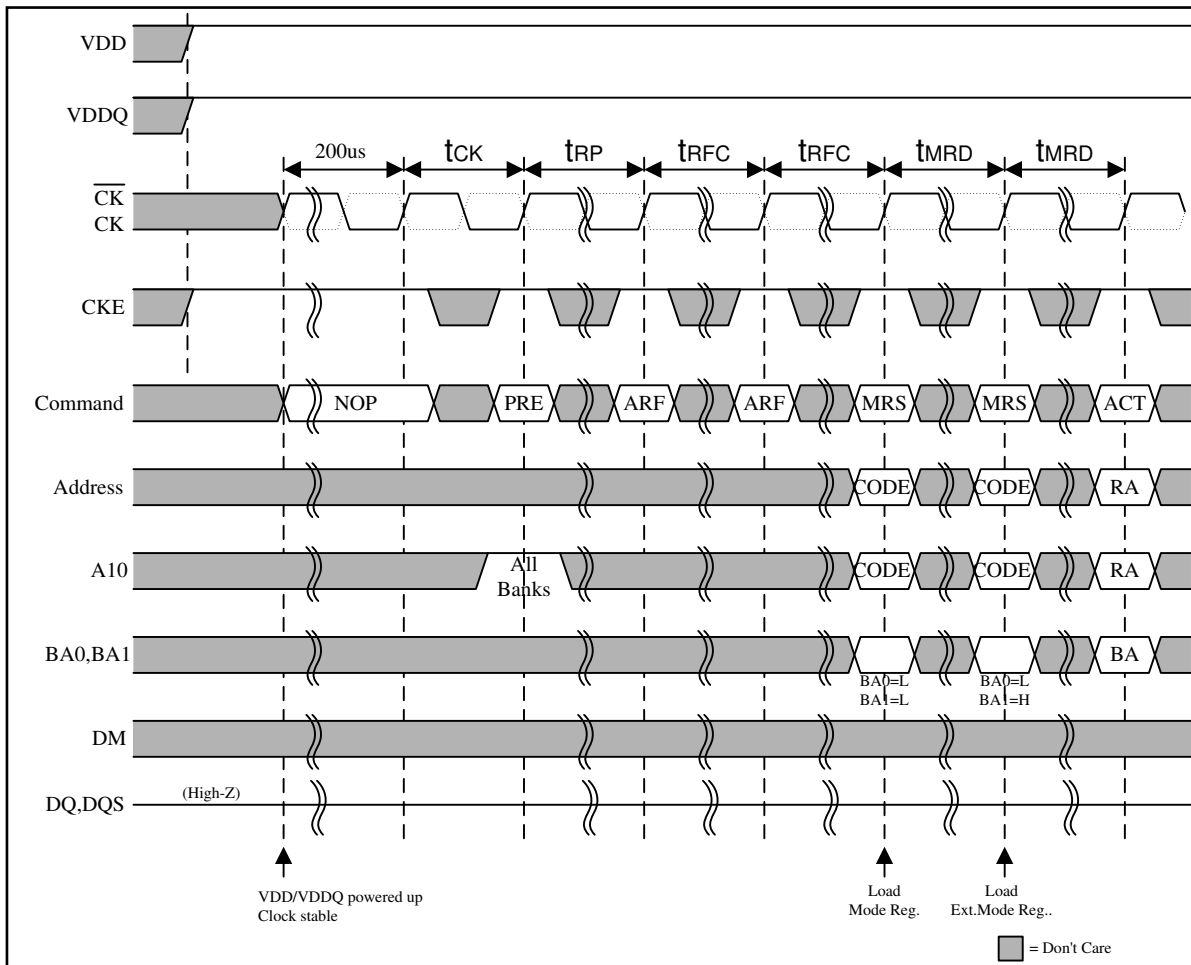 VDD
VDDQ
200us tCK tRP tRFC tRFC tMRD tMRD
CK
CK
CKE
Command NOP PRE ARF ARF MRS MRS ACT
Address CODE CODE RA
A10 All Banks CODE CODE RA
BA0,BA1 BA
BA0=L BA0=L
BA1=L BA1=H
DM
DQ,DQS (High-Z)
VDD/VDDQ powered up
Clock stable
Load
Mode Reg.
Load
Ext.Mode Reg..
= Don't Care